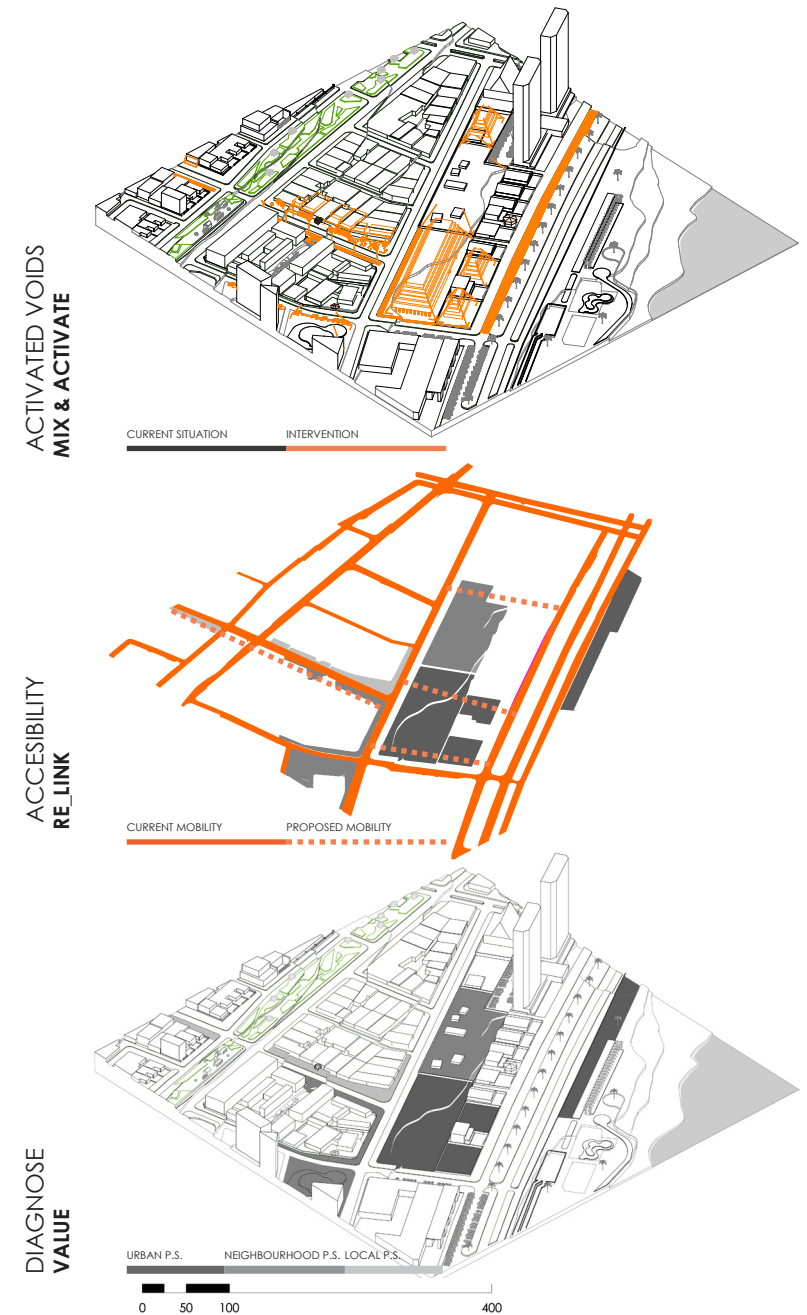 ACTIVATED VOIDS
MIX & ACTIVATE
CURRENT SITUATION
INTERVENTION
ACCESIBILITY
RE_LINK
CURRENT MOBILITY
PROPOSED MOBILITY
DIAGNOSE
VALUE
URBAN P.S.
NEIGHBOURHOOD P.S.
LOCAL P.S.
0 50 100 400